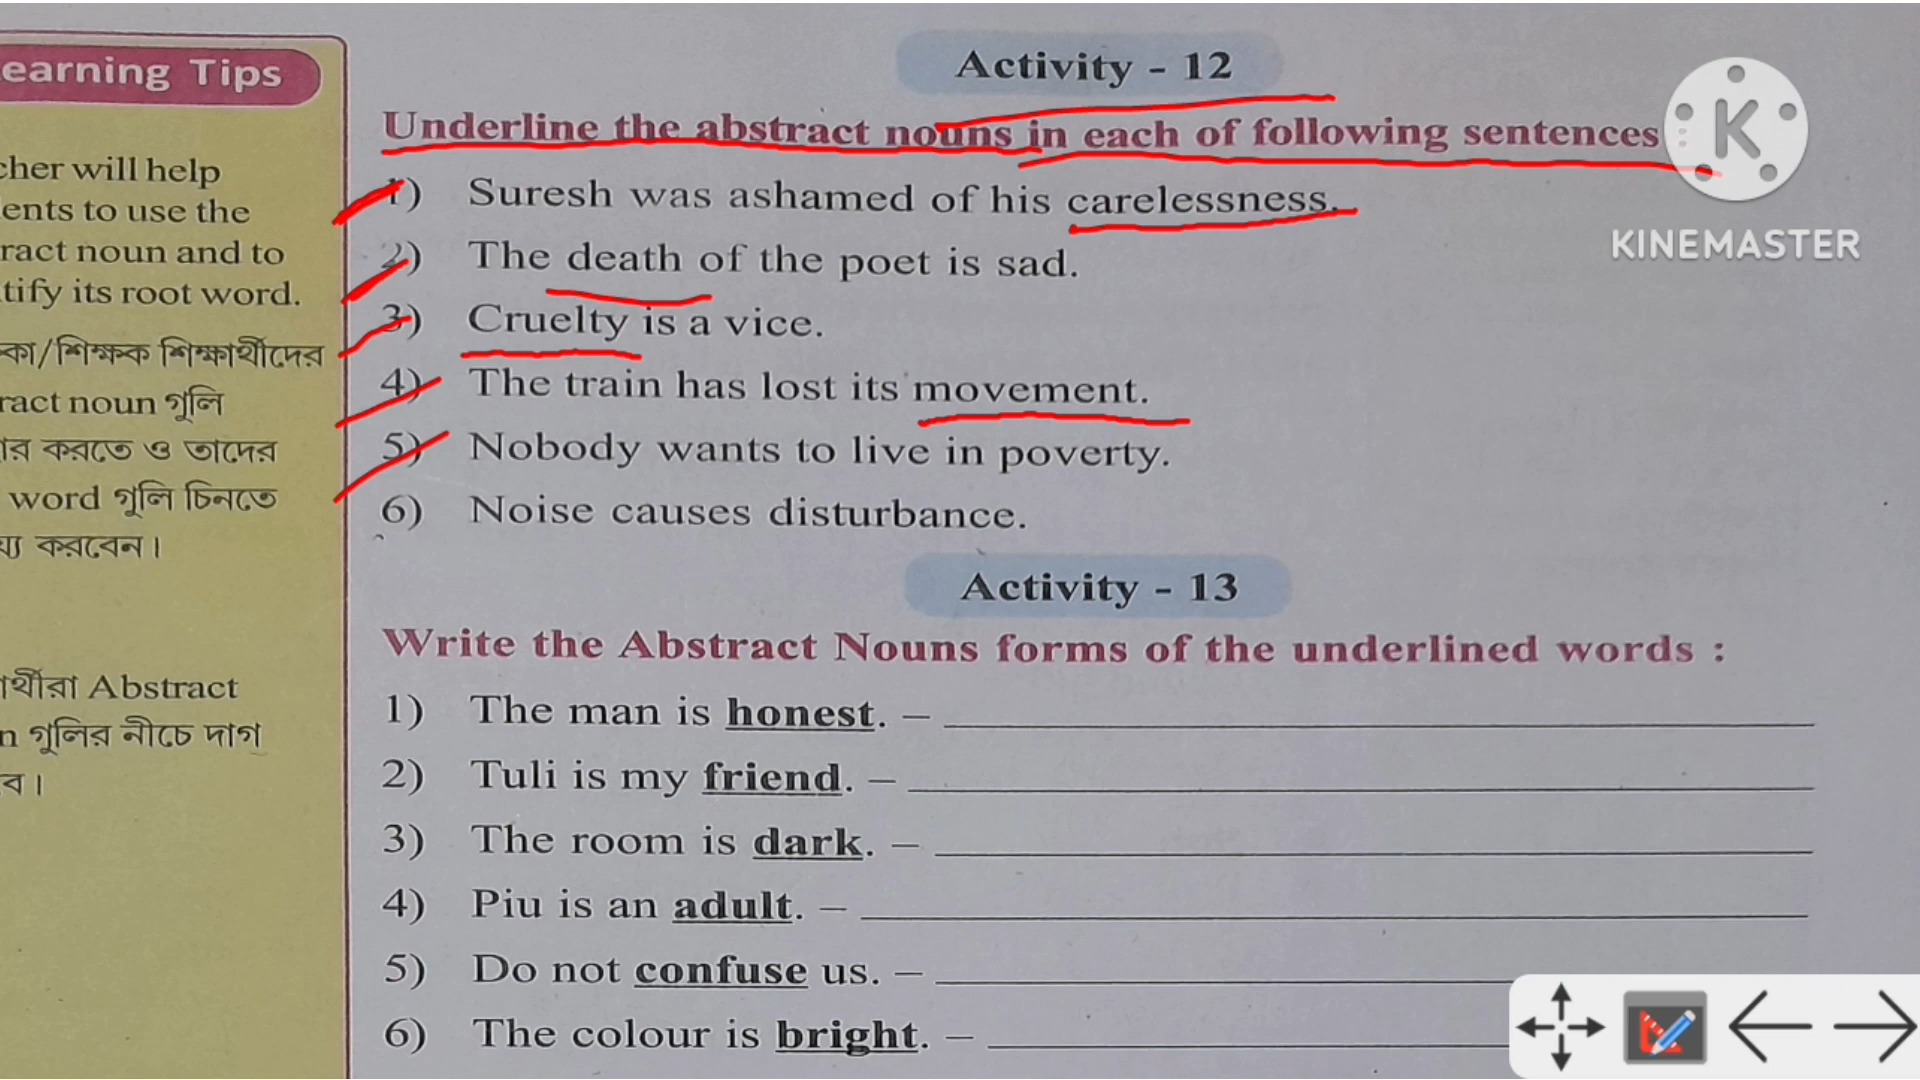 earning Tips
cher will help
ents to use the
ract noun and to
tify its root word.
কা/শিক্ষক শিক্ষার্থীদের
ract noun গুলি
ার করতে ও তাদের
word গুলি চিনতে
য্য করবেন।
ার্থীরা Abstract
n গুলির নীচে দাগ
বে।
Activity - 12
Underline the abstract nouns in each of following sentences
1) Suresh was ashamed of his carelessness.
2) The death of the poet is sad.
3) Cruelty is a vice.
4) The train has lost its movement.
5) Nobody wants to live in poverty.
6) Noise causes disturbance.
Activity - 13
Write the Abstract Nouns forms of the underlined words :
1) The man is honest. –
2) Tuli is my friend. –
3) The room is dark. –
4) Piu is an adult. –
5) Do not confuse us. –
6) The colour is bright. –
K
KINEMASTER